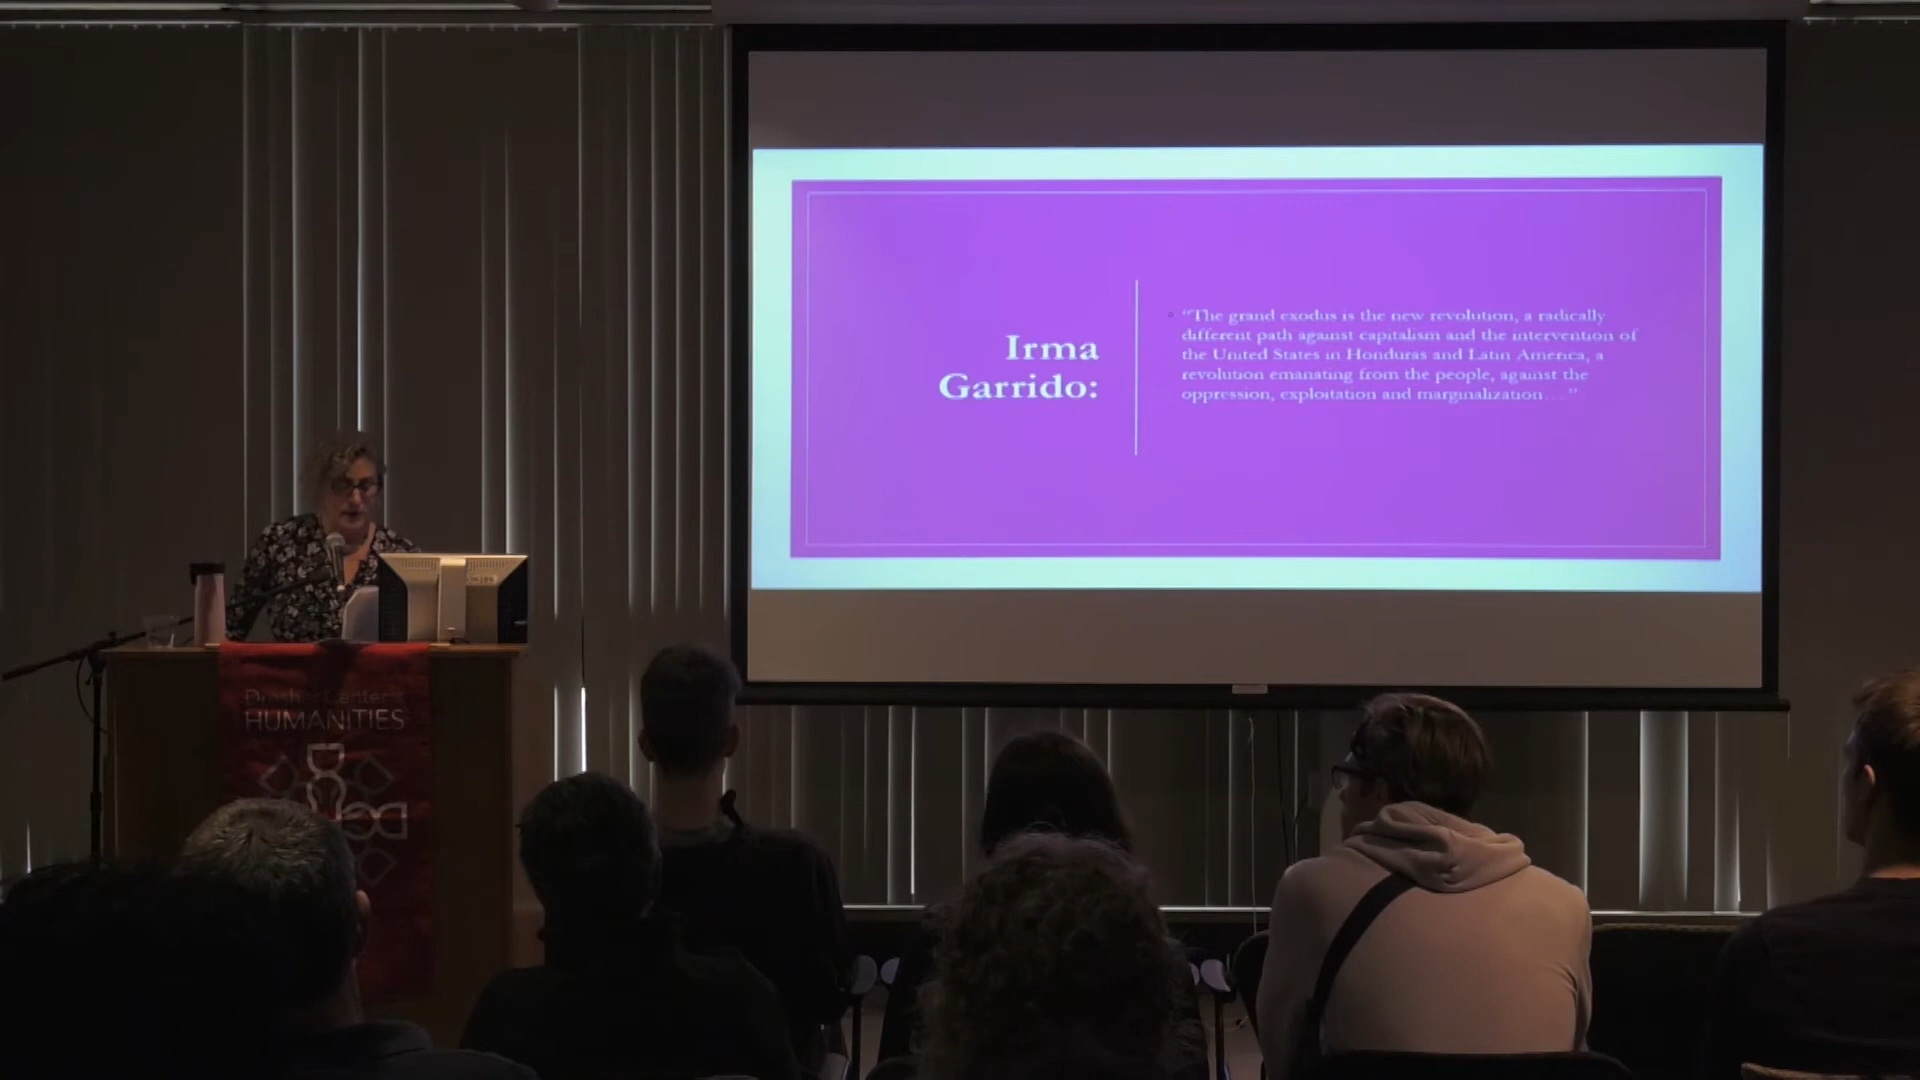 Irma
Garrido:
“The grand exodus is the new revolution, a radically
different path against capitalism and the intervention of
the United States in Honduras and Latin America, a
revolution emanating from the people, against the
oppression, exploitation and marginalization…”
Center
HUMANITIES